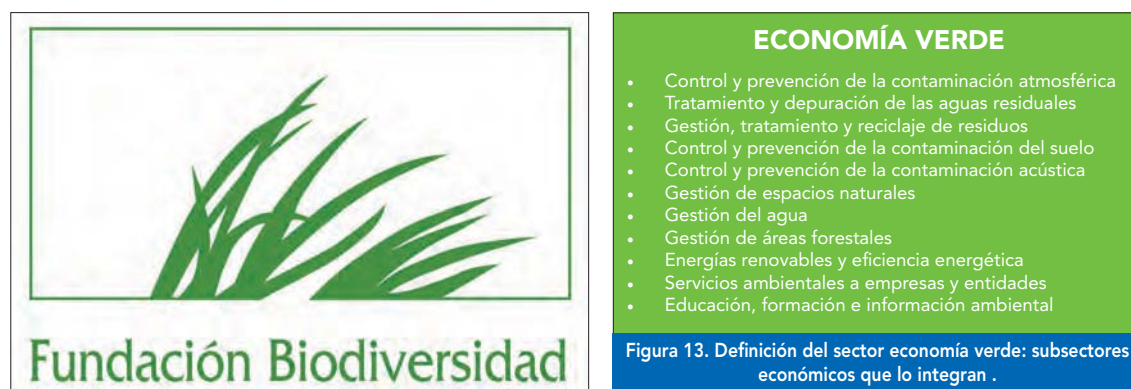 Fundación Biodiversidad
ECONOMÍA VERDE
• Control y prevención de la contaminación atmosférica
• Tratamiento y depuración de las aguas residuales
• Gestión, tratamiento y reciclaje de residuos
• Control y prevención de la contaminación del suelo
• Control y prevención de la contaminación acústica
• Gestión de espacios naturales
• Gestión del agua
• Gestión de áreas forestales
• Energías renovables y eficiencia energética
• Servicios ambientales a empresas y entidades
• Educación, formación e información ambiental
Figura 13. Definición del sector economía verde: subsectores
económicos que lo integran .